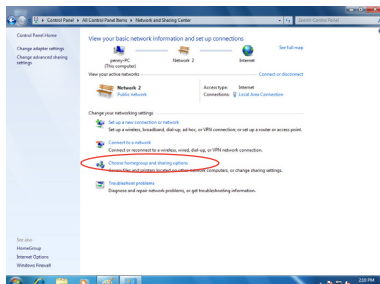 Control Panel ▸ All Control Panel Items ▸ Network and Sharing Center
Search Control Panel
Control Panel Home
Change adapter settings
Change advanced sharing
settings
View your basic network information and set up connections
See full map
penny-PC
(This computer)
Network 2
Internet
View your active networks
Connect or disconnect
Network 2
Public network
Access type: Internet
Connections: Local Area Connection
Change your networking settings
Set up a new connection or network
Set up a wireless, broadband, dial-up, ad hoc, or VPN connection; or set up a router or access point.
Connect to a network
Connect or reconnect to a wireless, wired, dial-up, or VPN network connection.
Choose homegroup and sharing options
Access files and printers located on other network computers, or change sharing settings.
Troubleshoot problems
Diagnose and repair network problems, or get troubleshooting information.
See also
HomeGroup
Internet Options
Windows Firewall